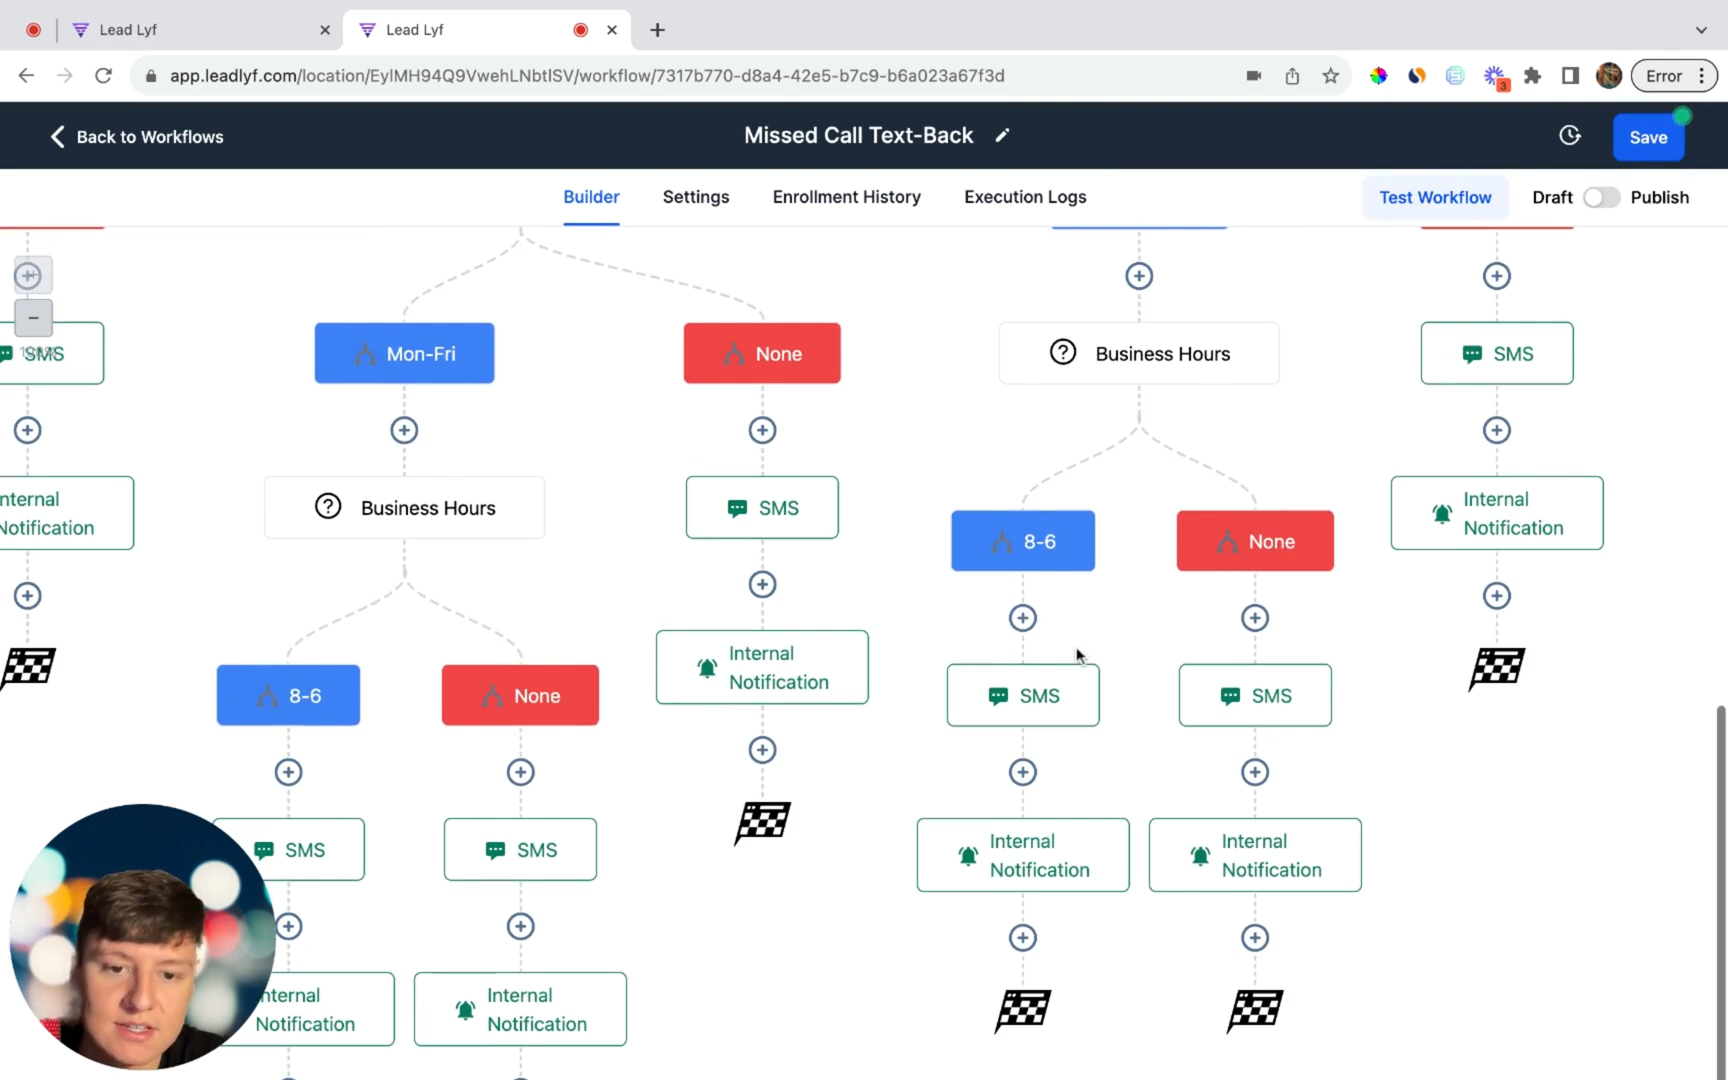 Lead Lyf
Lead Lyf
app.leadlyf.com/location/EylMH94Q9VwehLNbtISV/workflow/7317b770-d8a4-42e5-b7c9-b6a023a67f3d
3
Error
Back to Workflows
Missed Call Text-Back
Save
Builder
Settings
Enrollment History
Execution Logs
Test Workflow
Draft
Publish
SMS
Mon-Fri
None
Business Hours
SMS
nternal
Notification
Business Hours
SMS
Internal
Notification
8-6
None
Internal
Notification
8-6
None
SMS
SMS
SMS
SMS
Internal
Notification
Internal
Notification
nternal
Notification
Internal
Notification